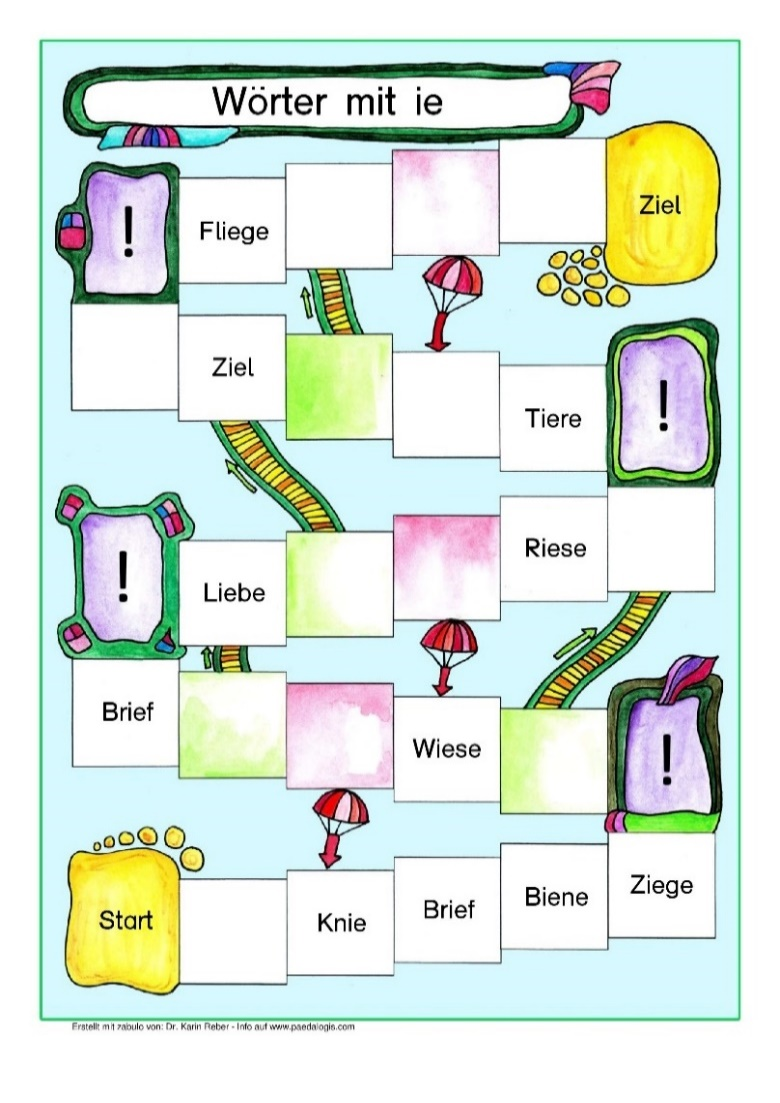 Wörter mit ie
! Fliege Ziel
Ziel Tiere !
! Liebe Riese
Brief Wiese !
Start Knie Brief Biene Ziege
Erstellt mit zabulo von: Dr. Karin Reber - Info auf www.paedalogis.com